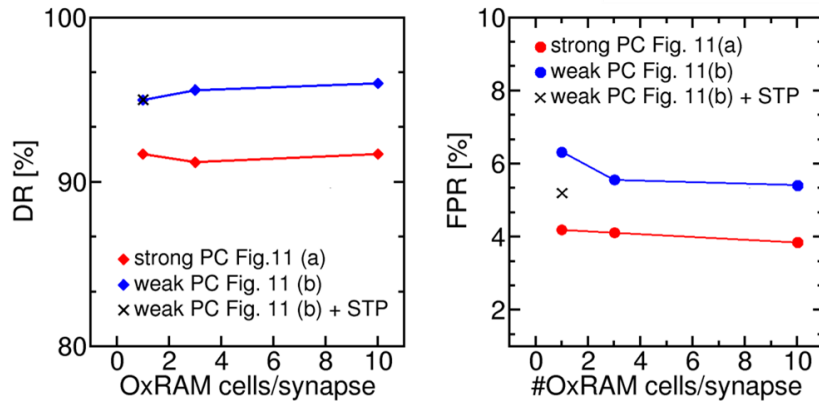 100
90
80
DR [%]
strong PC Fig.11 (a)
weak PC Fig. 11 (b)
weak PC Fig. 11 (b) + STP
0 2 4 6 8 10
OxRAM cells/synapse
10
8
6
4
2
FPR [%]
strong PC Fig. 11(a)
weak PC Fig. 11(b)
weak PC Fig. 11(b) + STP
0 2 4 6 8 10
#OxRAM cells/synapse